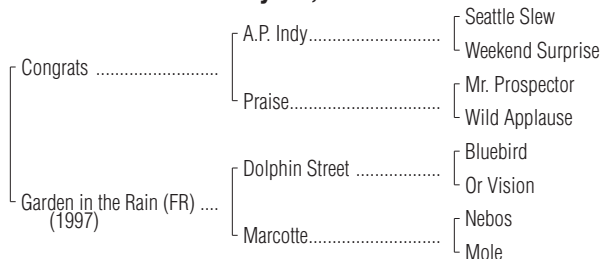 Seattle Slew
A.P. Indy
Weekend Surprise
Congrats
Mr. Prospector
Praise
Wild Applause
Bluebird
Dolphin Street
Or Vision
Garden in the Rain (FR)
(1997)
Nebos
Marcotte
Mole